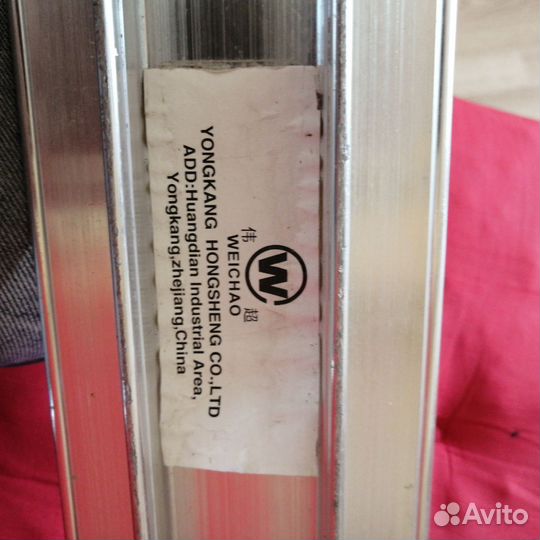 W
伟 超
WEICHAO
YONGKANG HONGSHENG CO.,LTD
ADD:Huangdian Industrial Area,
Yongkang,zhejiang,China
Avito